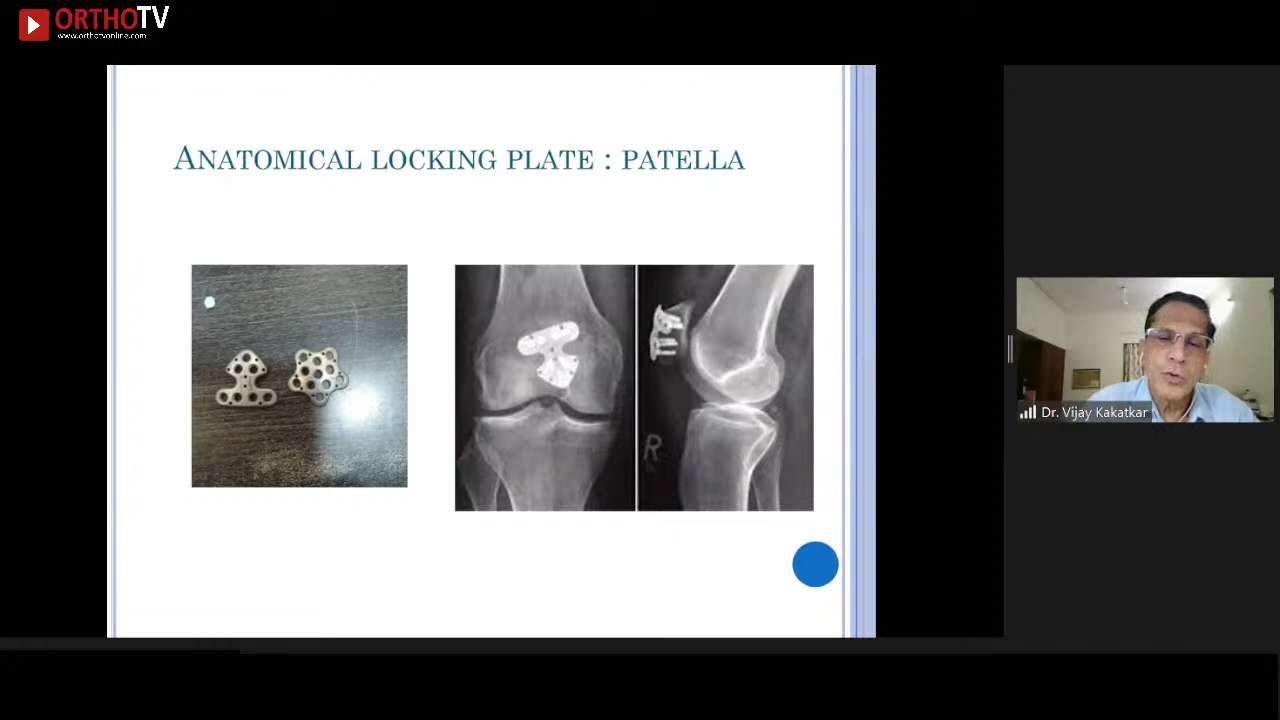 ORTHOTV
www.orthotvonline.com
ANATOMICAL LOCKING PLATE : PATELLA
R
Dr. Vijay Kakatkar